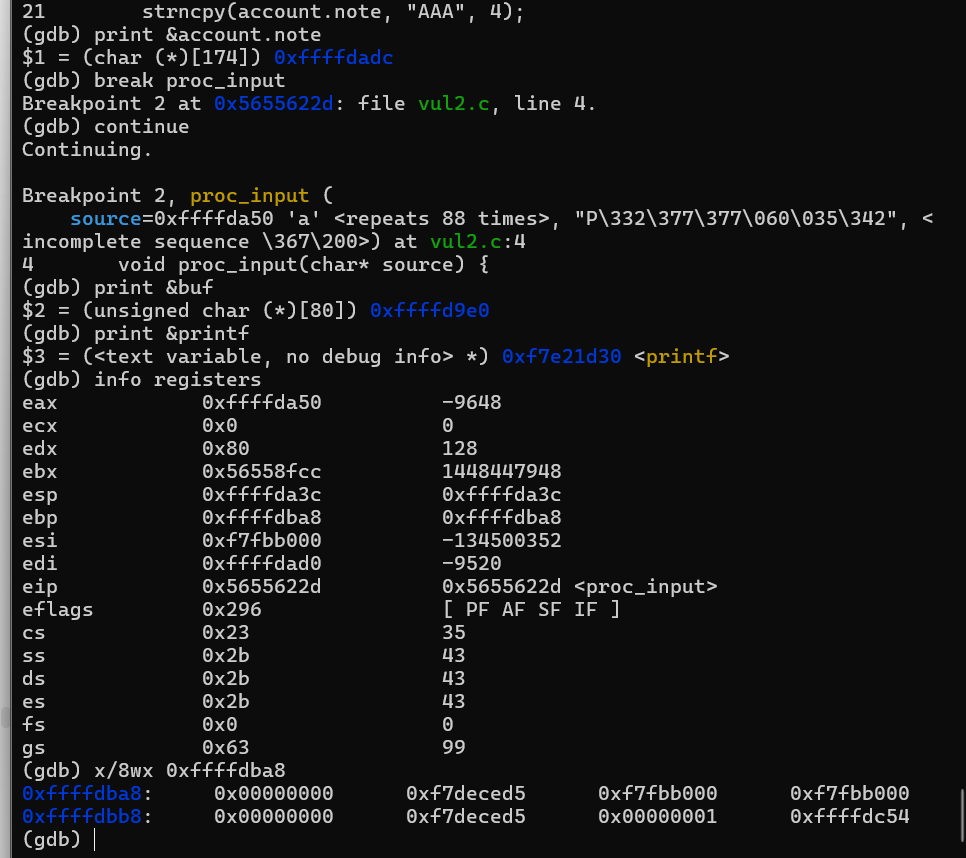 21        strncpy(account.note, "AAA", 4);
(gdb) print &account.note
$1 = (char (*)[174]) 0xffffdadc
(gdb) break proc_input
Breakpoint 2 at 0x5655622d: file vul2.c, line 4.
(gdb) continue
Continuing.

Breakpoint 2, proc_input (
    source=0xffffda50 'a' <repeats 88 times>, "P\332\377\377\060\035\342", <
incomplete sequence \367\200>) at vul2.c:4
4       void proc_input(char* source) {
(gdb) print &buf
$2 = (unsigned char (*)[80]) 0xffffd9e0
(gdb) print &printf
$3 = (<text variable, no debug info> *) 0xf7e21d30 <printf>
(gdb) info registers
eax            0xffffda50          -9648
ecx            0x0                 0
edx            0x80                128
ebx            0x56558fcc          1448447948
esp            0xffffda3c          0xffffda3c
ebp            0xffffdba8          0xffffdba8
esi            0xf7fbb000          -134500352
edi            0xffffdad0          -9520
eip            0x5655622d          0x5655622d <proc_input>
eflags         0x296               [ PF AF SF IF ]
cs             0x23                35
ss             0x2b                43
ds             0x2b                43
es             0x2b                43
fs             0x0                 0
gs             0x63                99
(gdb) x/8wx 0xffffdba8
0xffffdba8:     0x00000000      0xf7deced5      0xf7fbb000      0xf7fbb000
0xffffdbb8:     0x00000000      0xf7deced5      0x00000001      0xffffdc54
(gdb)